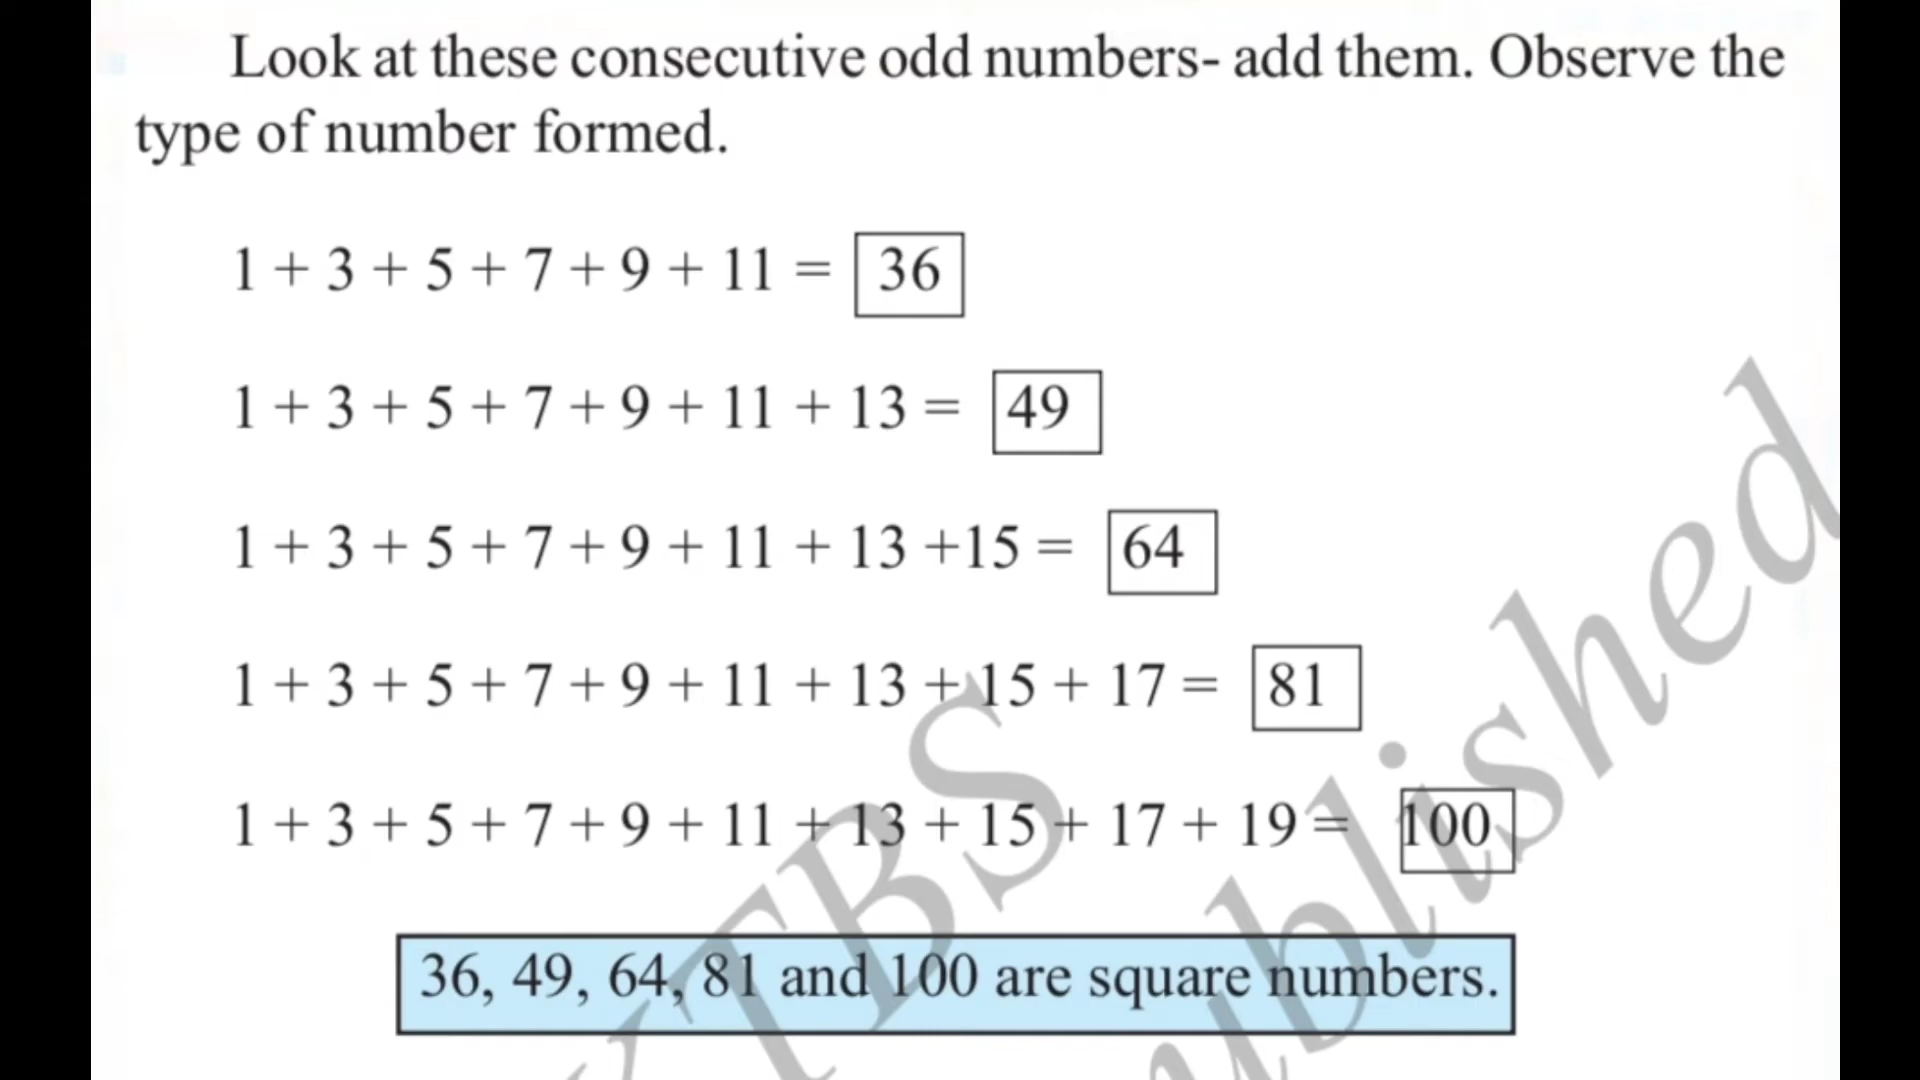 Look at these consecutive odd numbers- add them. Observe the
type of number formed.
1 + 3 + 5 + 7 + 9 + 11 = 36
1 + 3 + 5 + 7 + 9 + 11 + 13 = 49
1 + 3 + 5 + 7 + 9 + 11 + 13 +15 = 64
1 + 3 + 5 + 7 + 9 + 11 + 13 + 15 + 17 = 81
1 + 3 + 5 + 7 + 9 + 11 + 13 + 15 + 17 + 19 = 100
36, 49, 64, 81 and 100 are square numbers.
KTBS
ublished